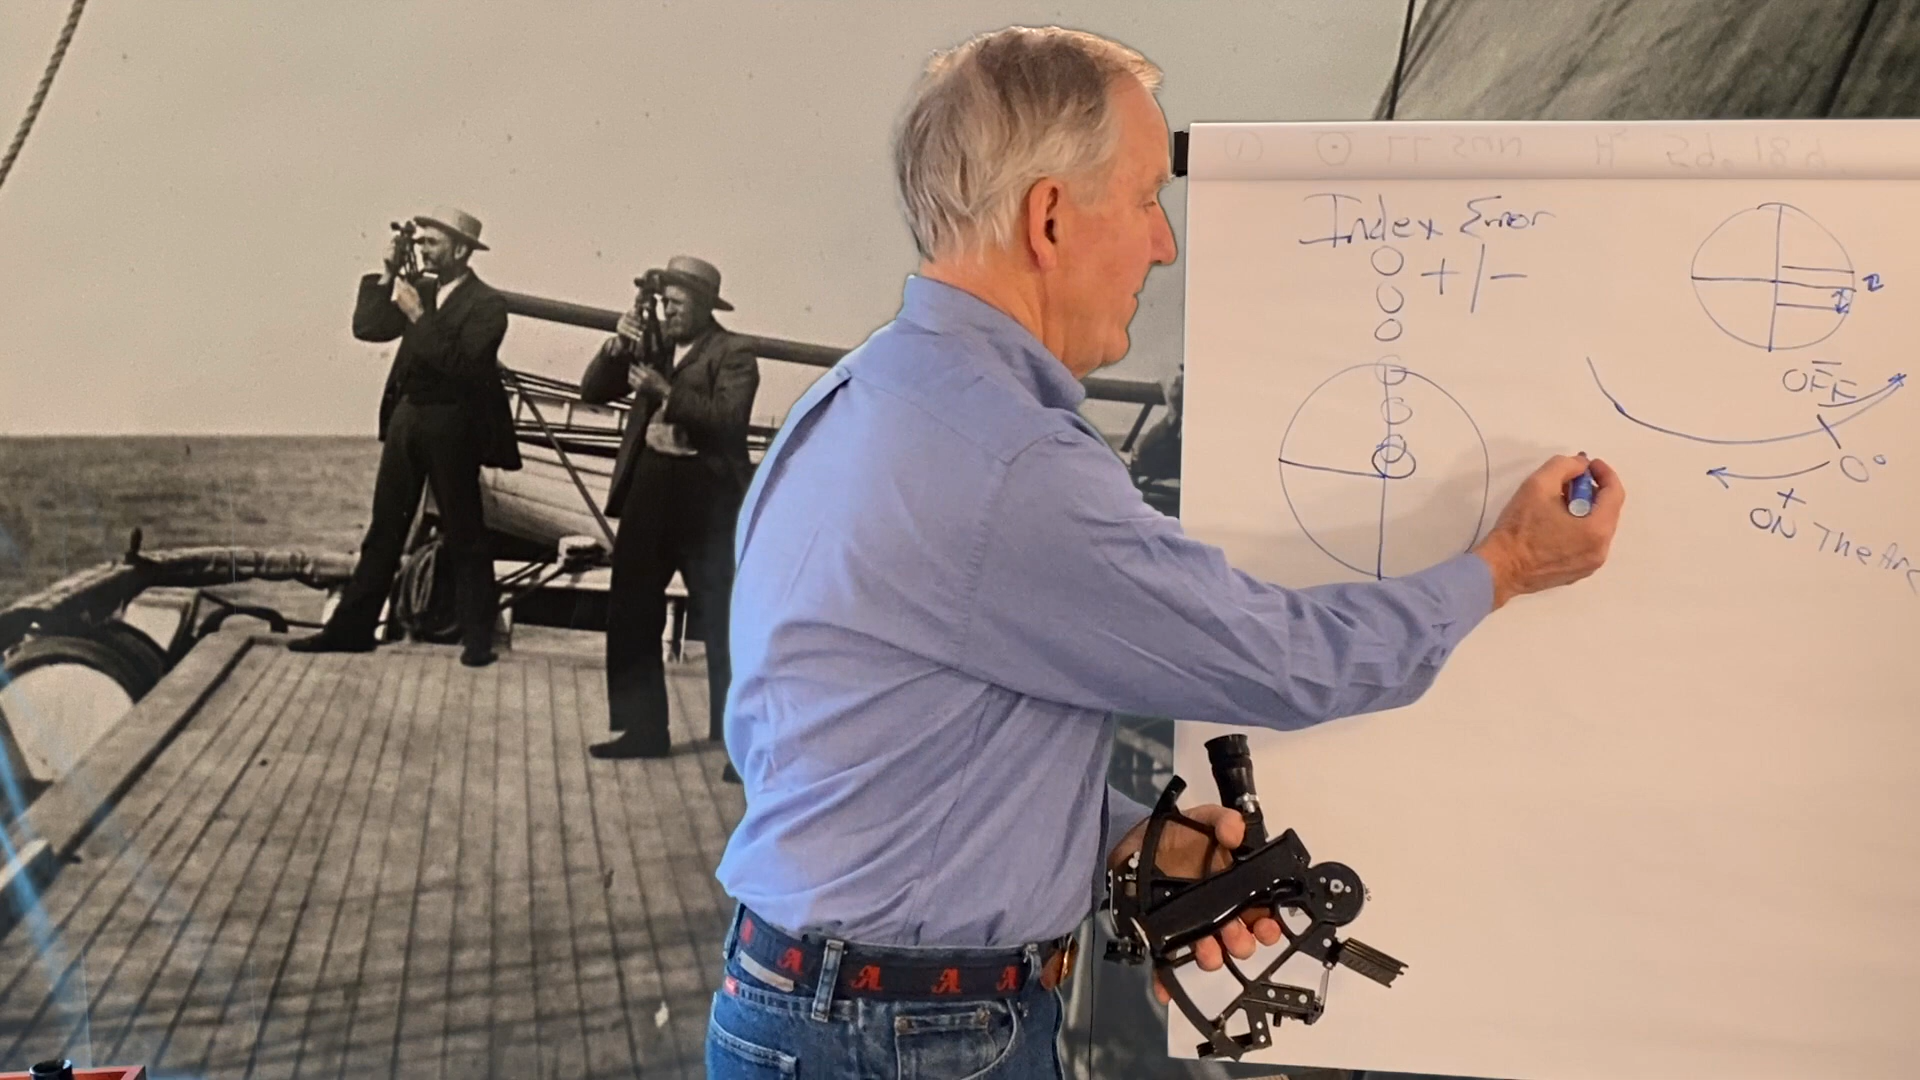 Index Error
+/-
OFF
-
0°
+
ON The Arc
A A A A